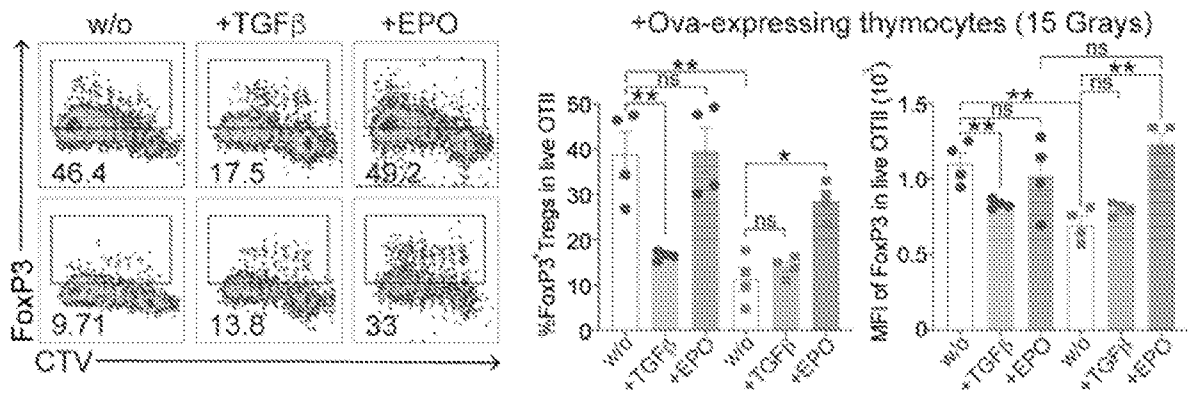 w/o +TGFβ +EPO
46.4 17.5 49.2
9.71 13.8 33
FoxP3
CTV
+Ova-expressing thymocytes (15 Grays)
ns
** ns **
ns ** ns
** * ** **
ns
%FoxP3+Tregs in live OTII
50
40
30
20
10
0
w/o +TGFβ +EPO w/o +TGFβ +EPO
MFI of FoxP3 in live OTII
1.5
1.0
0.5
0
w/o +TGFβ +EPO w/o +TGFβ +EPO